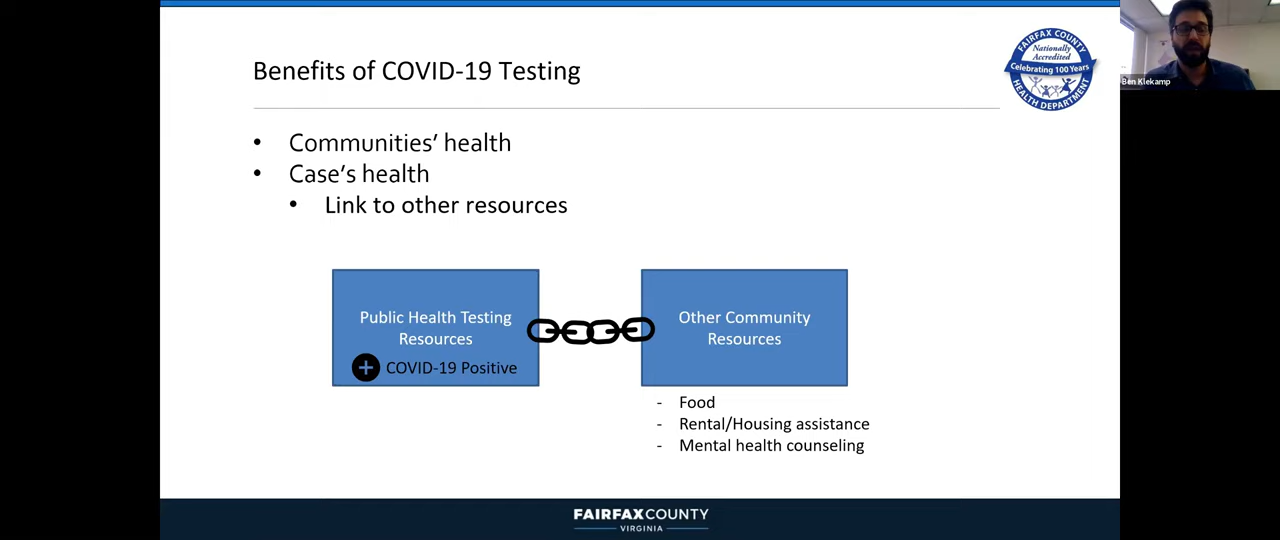 Benefits of COVID-19 Testing
FAIRFAX COUNTY
Nationally
Accredited
Celebrating 100 Years
HEALTH DEPARTMENT
Ben Klekamp
• Communities’ health
• Case’s health
• Link to other resources
Public Health Testing
Resources
COVID-19 Positive
Other Community
Resources
- Food
- Rental/Housing assistance
- Mental health counseling
FAIRFAX COUNTY
VIRGINIA